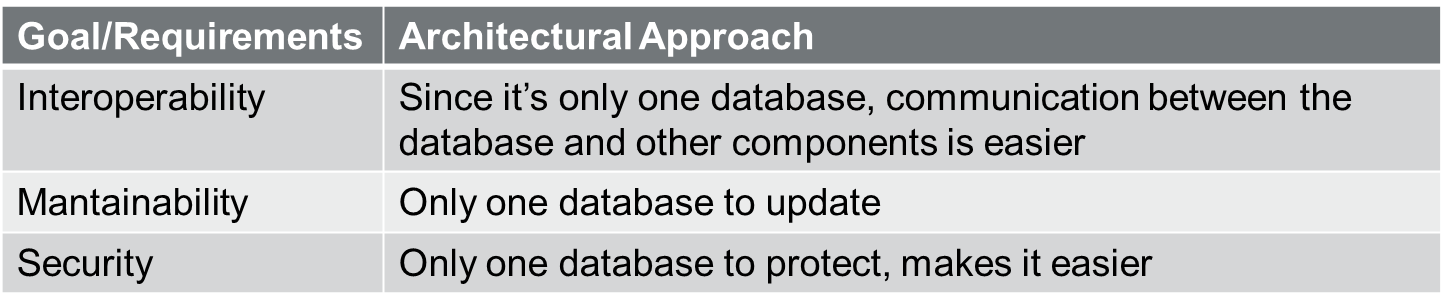 Goal/Requirements Architectural Approach
Interoperability Since it’s only one database, communication between the
database and other components is easier
Mantainability Only one database to update
Security Only one database to protect, makes it easier